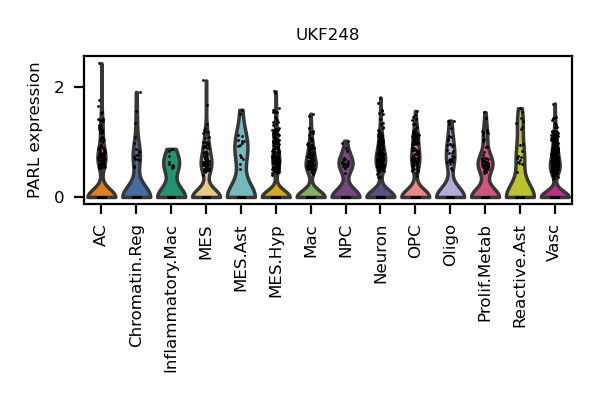 UKF248
PARL expression
2
0
AC
Chromatin.Reg
Inflammatory.Mac
MES
MES.Ast
MES.Hyp
Mac
NPC
Neuron
OPC
Oligo
Prolif.Metab
Reactive.Ast
Vasc